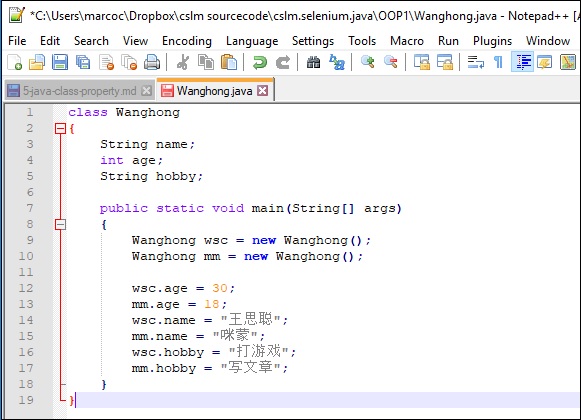 *C:\Users\marcoc\Dropbox\cslm sourcecode\cslm.selenium.java\OOP1\Wanghong.java - Notepad++ [A
File Edit Search View Encoding Language Settings Tools Macro Run Plugins Window
5-java-class-property.md Wanghong.java
1 class Wanghong
2 {
3 String name;
4 int age;
5 String hobby;
6
7 public static void main(String[] args)
8 {
9 Wanghong wsc = new Wanghong();
10 Wanghong mm = new Wanghong();
11
12 wsc.age = 30;
13 mm.age = 18;
14 wsc.name = "王思聪";
15 mm.name = "咪蒙";
16 wsc.hobby = "打游戏";
17 mm.hobby = "写文章";
18 }
19 }